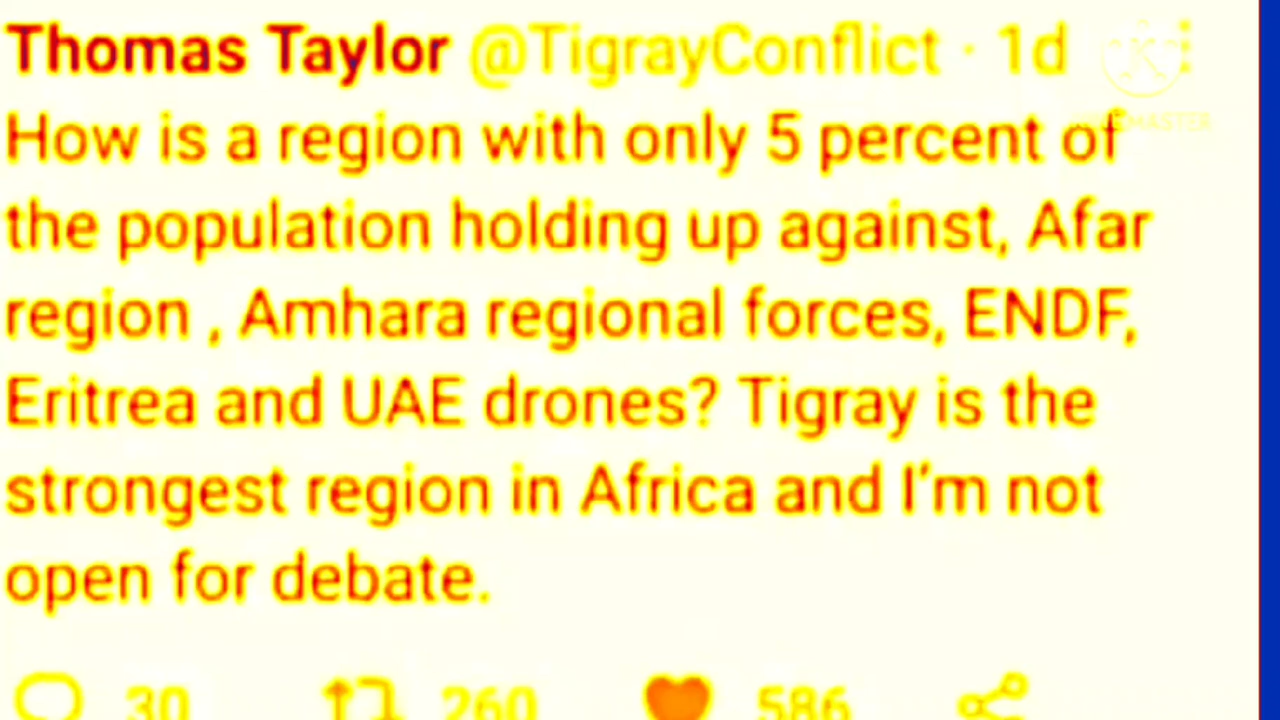 Thomas Taylor @TigrayConflict · 1d
How is a region with only 5 percent of
the population holding up against, Afar
region , Amhara regional forces, ENDF,
Eritrea and UAE drones? Tigray is the
strongest region in Africa and I'm not
open for debate.
30 260 586